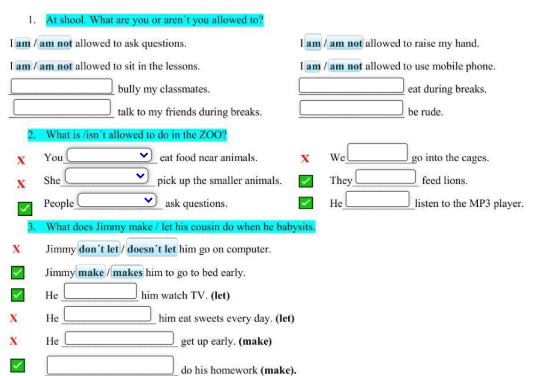 1. At shool. What are you or aren´t you allowed to?
I am / am not allowed to ask questions. I am / am not allowed to raise my hand.
I am / am not allowed to sit in the lessons. I am / am not allowed to use mobile phone.
bully my classmates. eat during breaks.
talk to my friends during breaks. be rude.
2. What is /isn´t allowed to do in the ZOO?
X You eat food near animals. X We go into the cages.
X She pick up the smaller animals. They feed lions.
People ask questions. He listen to the MP3 player.
3. What does Jimmy make / let his cousin do when he babysits.
X Jimmy don´t let / doesn´t let him go on computer.
Jimmy make / makes him to go to bed early.
He him watch TV. (let)
X He him eat sweets every day. (let)
X He get up early. (make)
do his homework (make).